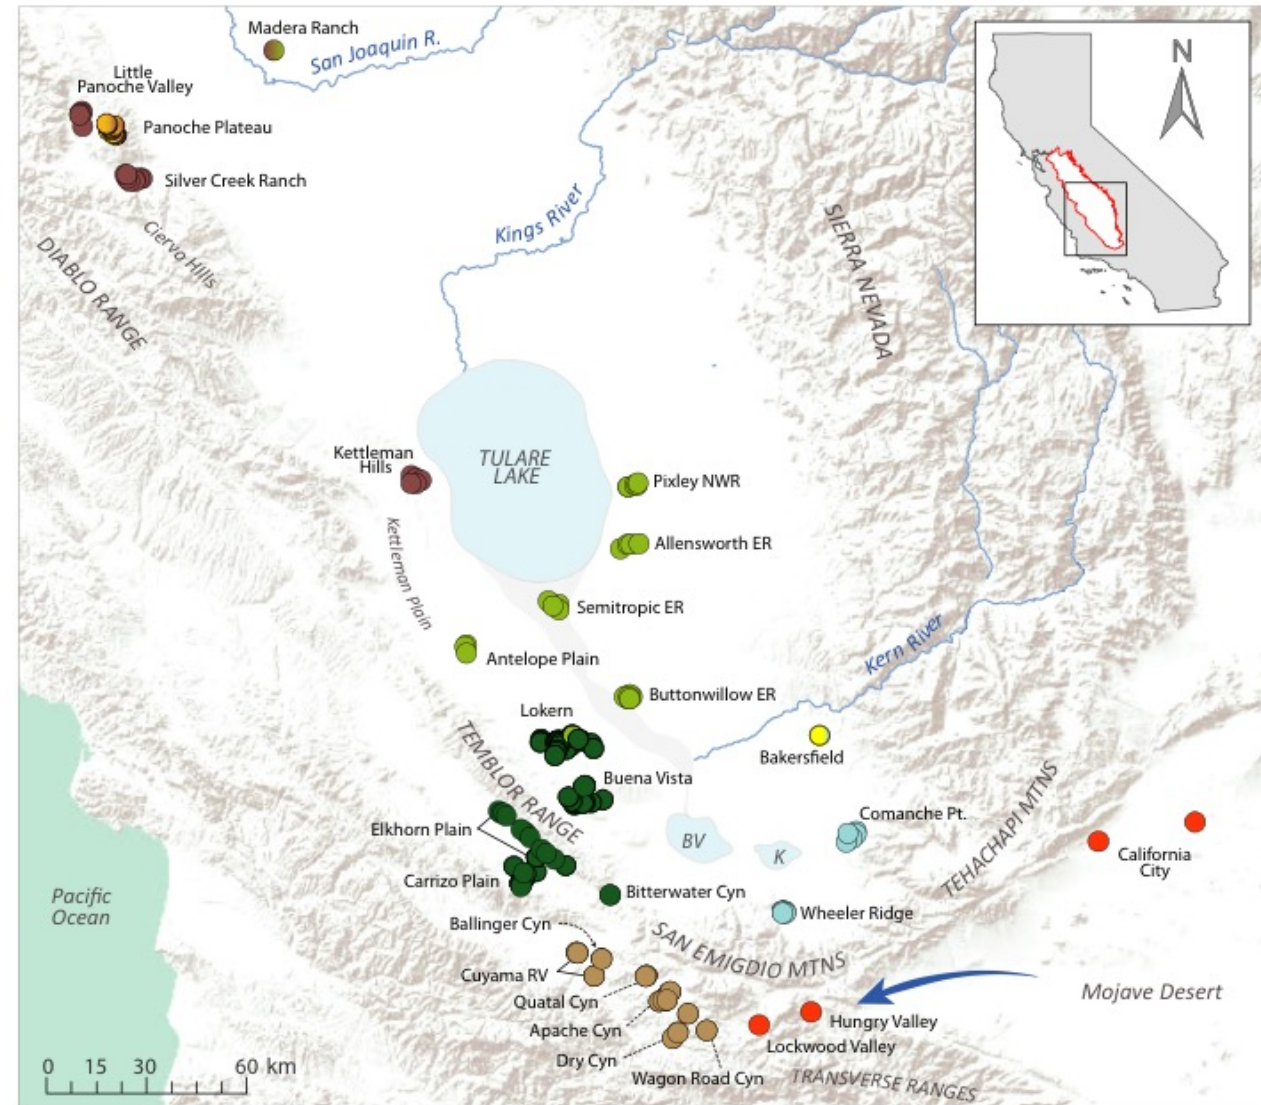 Madera Ranch
San Joaquin R.
N
Little
Panoche Valley
Panoche Plateau
Silver Creek Ranch
Ciervo Hills
Kings River
SIERRA NEVADA
DIABLO RANGE
Kettleman
Hills
TULARE
LAKE
Pixley NWR
Kettleman Plain
Allensworth ER
Semitropic ER
Kern River
Antelope Plain
Buttonwillow ER
Lokern
TEMBLOR RANGE
Bakersfield
Buena Vista
Elkhorn Plain
BV
K
Comanche Pt.
TEHACHAPI MTNS
California
City
Carrizo Plain
Bitterwater Cyn
Pacific
Ocean
Wheeler Ridge
Ballinger Cyn
SAN EMIGDIO MTNS
Cuyama RV
Quatal Cyn
Mojave Desert
Apache Cyn
Hungry Valley
Lockwood Valley
Dry Cyn
Wagon Road Cyn
TRANSVERSE RANGES
0 15 30 60 km